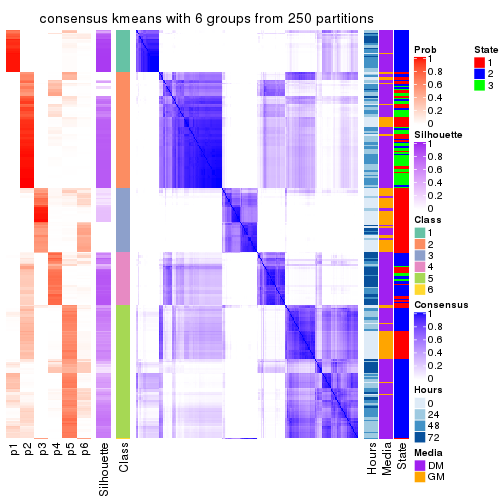 consensus kmeans with 6 groups from 250 partitions
Prob
1
0.8
0.6
0.4
0.2
0
State
1
2
3
Silhouette
1
0.8
0.6
0.4
0.2
0
Class
1
2
3
4
5
6
Consensus
1
0.8
0.6
0.4
0.2
0
Hours
0
24
48
72
Media
DM
GM
p1
p2
p3
p4
p5
p6
Silhouette
Class
Hours
Media
State